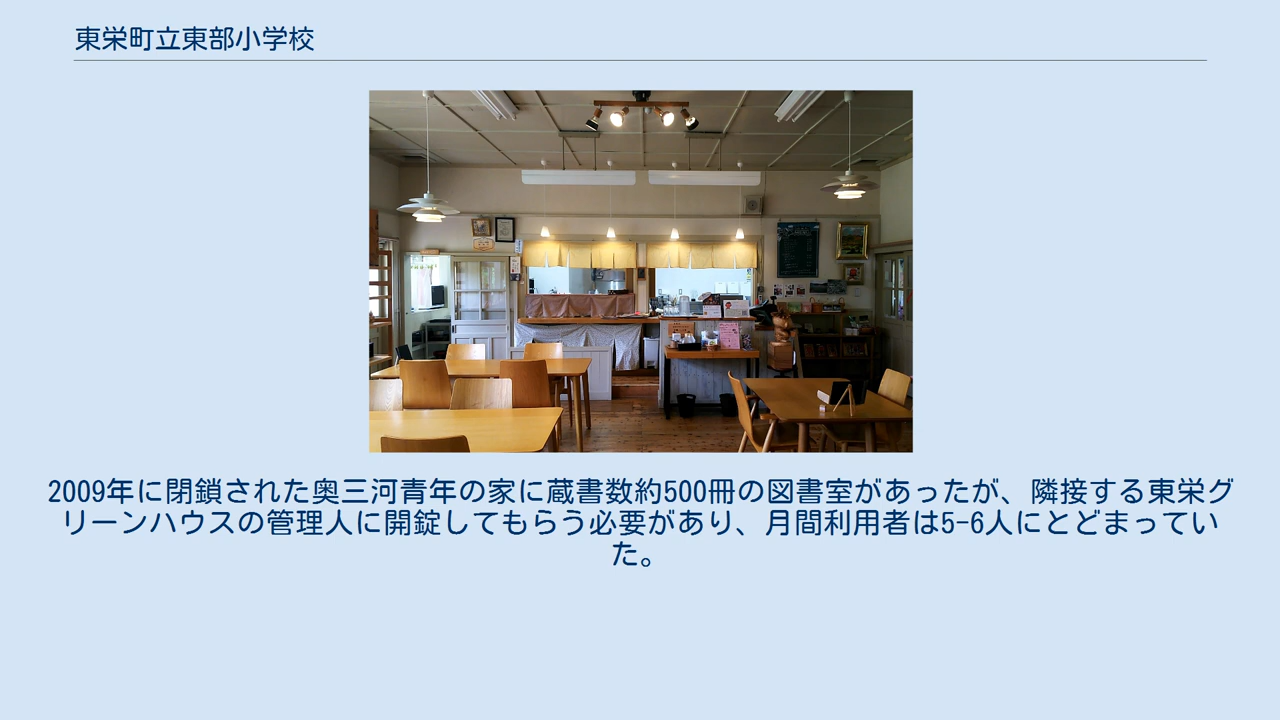 東栄町立東部小学校
2009年に閉鎖された奥三河青年の家に蔵書数約500冊の図書室があったが、隣接する東栄グ
リーンハウスの管理人に開錠してもらう必要があり、月間利用者は5-6人にとどまってい
た。